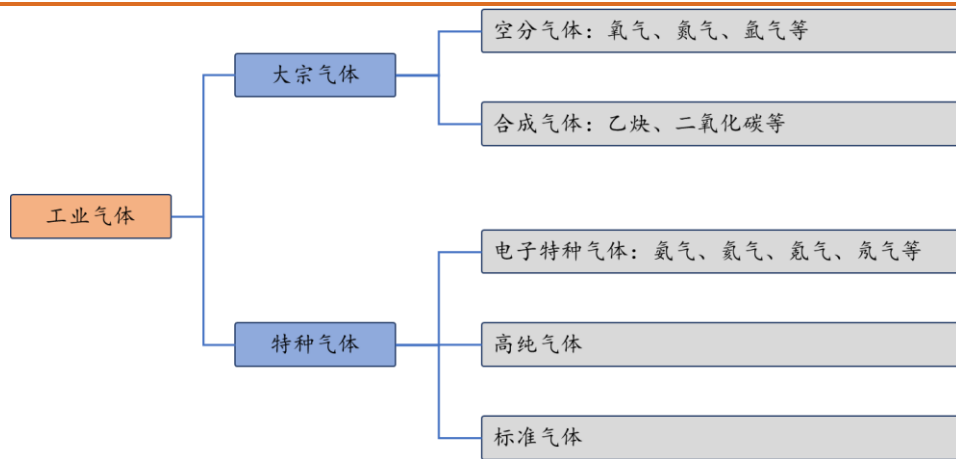 工业气体
大宗气体
空分气体：氧气、氮气、氩气等
合成气体：乙炔、二氧化碳等
特种气体
电子特种气体：氨气、氦气、氪气、氖气等
高纯气体
标准气体